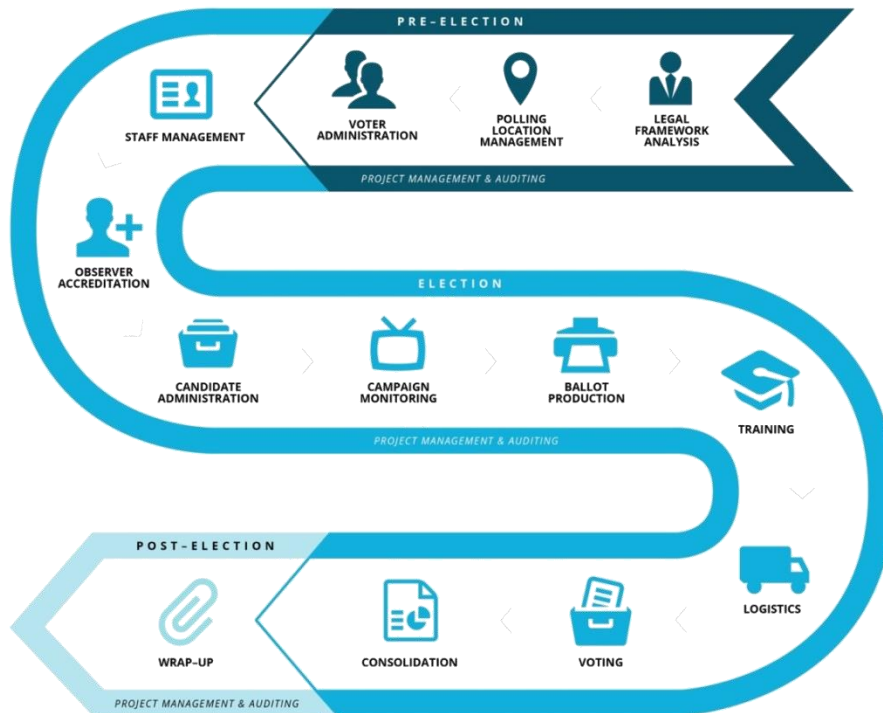 PRE–ELECTION
LEGAL
FRAMEWORK
ANALYSIS
POLLING
LOCATION
MANAGEMENT
VOTER
ADMINISTRATION
PROJECT MANAGEMENT & AUDITING
STAFF MANAGEMENT
OBSERVER
ACCREDITATION
ELECTION
CANDIDATE
ADMINISTRATION
CAMPAIGN
MONITORING
BALLOT
PRODUCTION
TRAINING
PROJECT MANAGEMENT & AUDITING
LOGISTICS
VOTING
CONSOLIDATION
POST–ELECTION
WRAP–UP
PROJECT MANAGEMENT & AUDITING